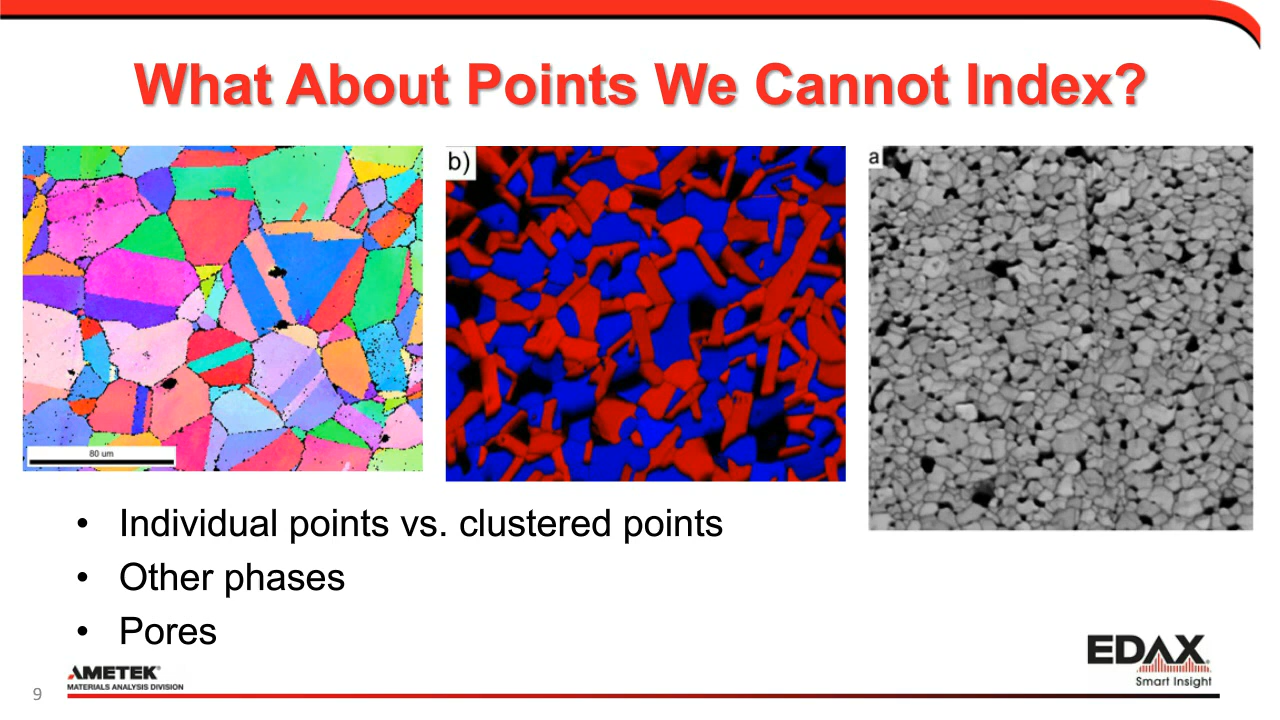 What About Points We Cannot Index?
b)
a
80 um
• Individual points vs. clustered points
• Other phases
• Pores
9
AMETEK®
MATERIALS ANALYSIS DIVISION
EDAX
Smart Insight